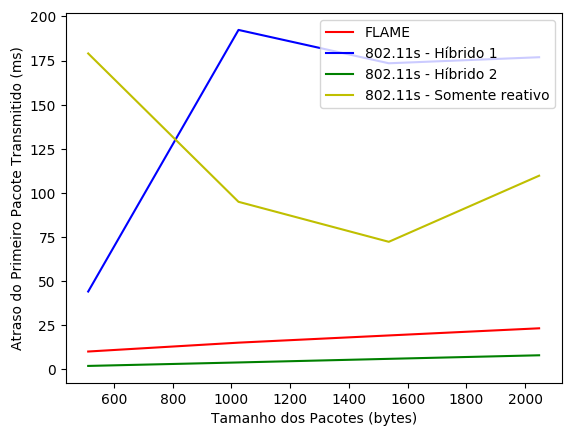 FLAME
802.11s - Híbrido 1
802.11s - Híbrido 2
802.11s - Somente reativo
200
175
150
125
100
75
50
25
0
Atraso do Primeiro Pacote Transmitido (ms)
600 800 1000 1200 1400 1600 1800 2000
Tamanho dos Pacotes (bytes)